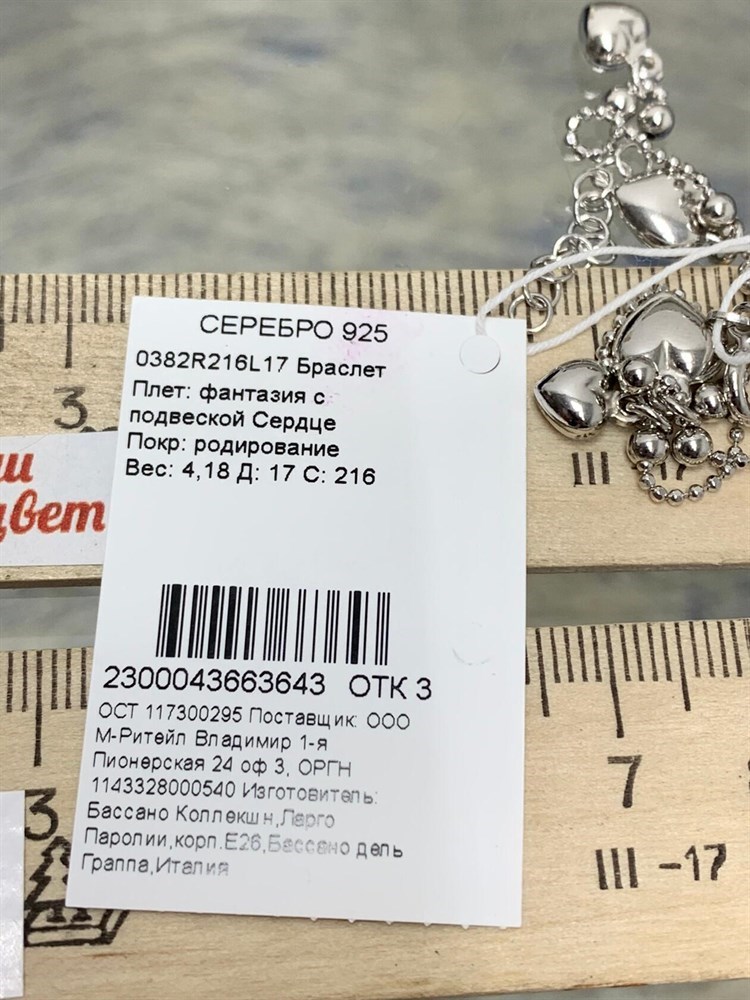 СЕРЕБРО 925
0382R216L17 Браслет
Плет: фантазия с
подвеской Сердце
Покр: родирование
Вес: 4,18 Д: 17 С: 216
2300043663643 ОТК 3
ОСТ 117300295 Поставщик: ООО
М-Ритейл Владимир 1-я
Пионерская 24 оф 3, ОРГН
1143328000540 Изготовитель:
Бассано Коллекшн,Ларго
Паролии,корп.Е26,Бассано дель
Граппа,Италия
3
цвет
III 17
3
7
III -17